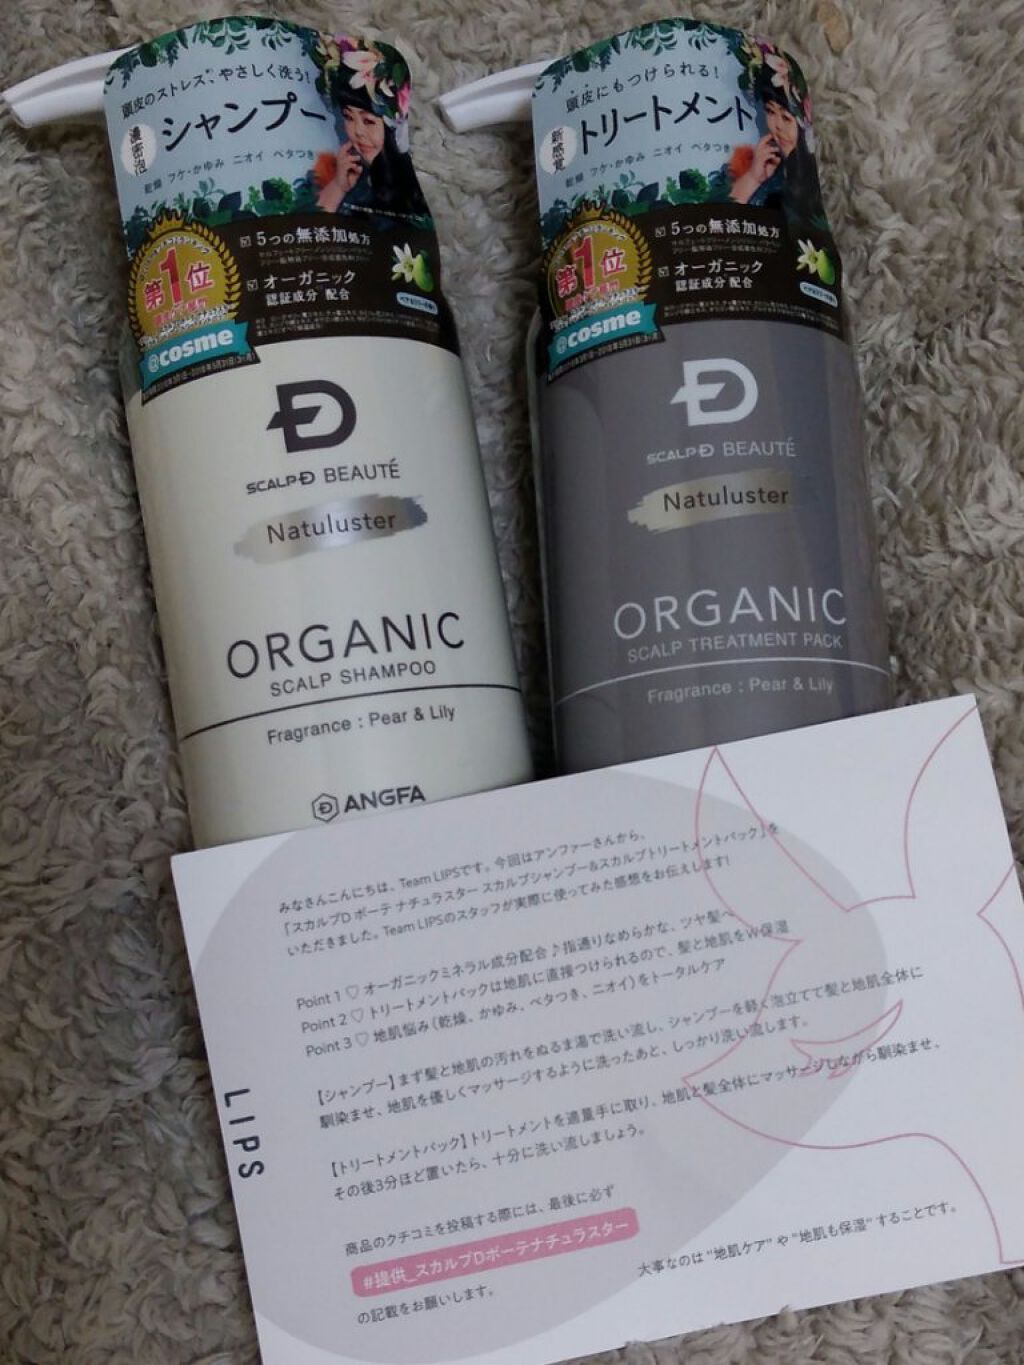 頭皮のストレス、やさしく洗う!
濃密泡
シャンプー
乾燥 フケ・かゆみ ニオイ ベタつき
5つの無添加処方
オーガニック
認証成分 配合
第1位
@cosme
SCALP-D BEAUTÉ
Natuluster
ORGANIC
SCALP SHAMPOO
Fragrance : Pear & Lily
ANGFA
頭皮にもつけられる!
新感覚
トリートメント
乾燥 フケ・かゆみ ニオイ ベタつき
5つの無添加処方
オーガニック
認証成分 配合
第1位
@cosme
SCALP-D BEAUTÉ
Natuluster
ORGANIC
SCALP TREATMENT PACK
Fragrance : Pear & Lily
みなさんこんにちは、Team LIPSです。今回はアンファーさんから、
「スカルプD ボーテ ナチュラスター スカルプシャンプー&スカルプトリートメントパック」を
いただきました。Team LIPSのスタッフが実際に使ってみた感想をお伝えします!
Point 1 ♡ オーガニックミネラル成分配合♪指通りなめらかな、ツヤ髪へ
Point 2 ♡ トリートメントパックは地肌に直接つけられるので、髪と地肌をW保湿
Point 3 ♡ 地肌悩み(乾燥、かゆみ、ベタつき、ニオイ)をトータルケア
【シャンプー】まず髪と地肌の汚れをぬるま湯で洗い流し、シャンプーを軽く泡立てて髪と地肌全体に
馴染ませ、地肌を優しくマッサージするように洗ったあと、しっかり洗い流します。
【トリートメントパック】トリートメントを適量手に取り、地肌と髪全体にマッサージしながら馴染ませ、
その後3分ほど置いたら、十分に洗い流しましょう。
商品のクチコミを投稿する際には、最後に必ず
#提供_スカルプDボーテナチュラスター
の記載をお願いします。
大事なのは"地肌ケア"や"地肌も保湿"することです。
LIPS